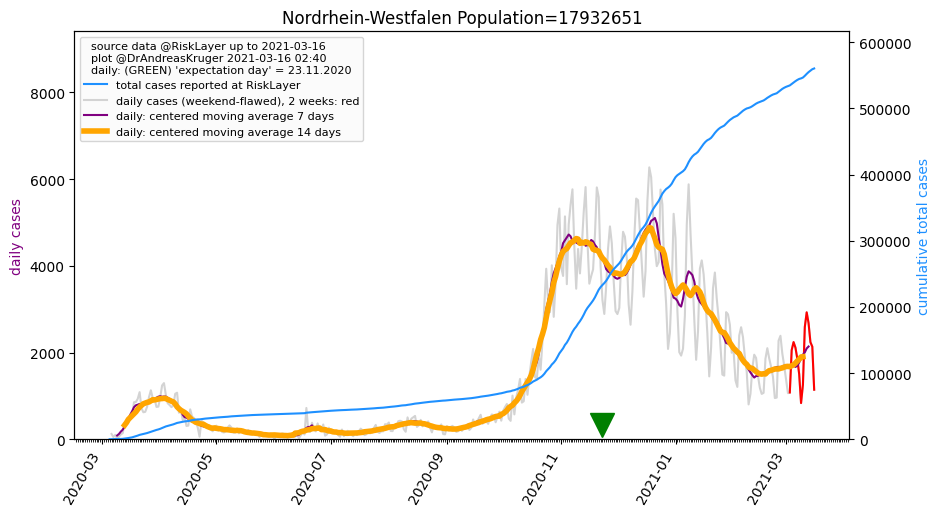 Nordrhein-Westfalen Population=17932651
source data @RiskLayer up to 2021-03-16
plot @DrAndreasKruger 2021-03-16 02:40
daily: (GREEN) 'expectation day' = 23.11.2020
total cases reported at RiskLayer
daily cases (weekend-flawed), 2 weeks: red
daily: centered moving average 7 days
daily: centered moving average 14 days
daily cases
8000
6000
4000
2000
0
600000
500000
400000
300000
200000
100000
0
cumulative total cases
2020-03
2020-05
2020-07
2020-09
2020-11
2021-01
2021-03